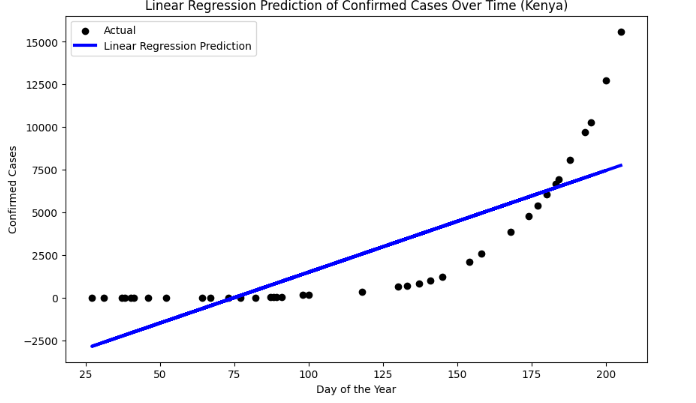 Linear Regression Prediction of Confirmed Cases Over Time (Kenya)
Actual
Linear Regression Prediction
15000
12500
10000
7500
5000
2500
0
−2500
Confirmed Cases
25 50 75 100 125 150 175 200
Day of the Year